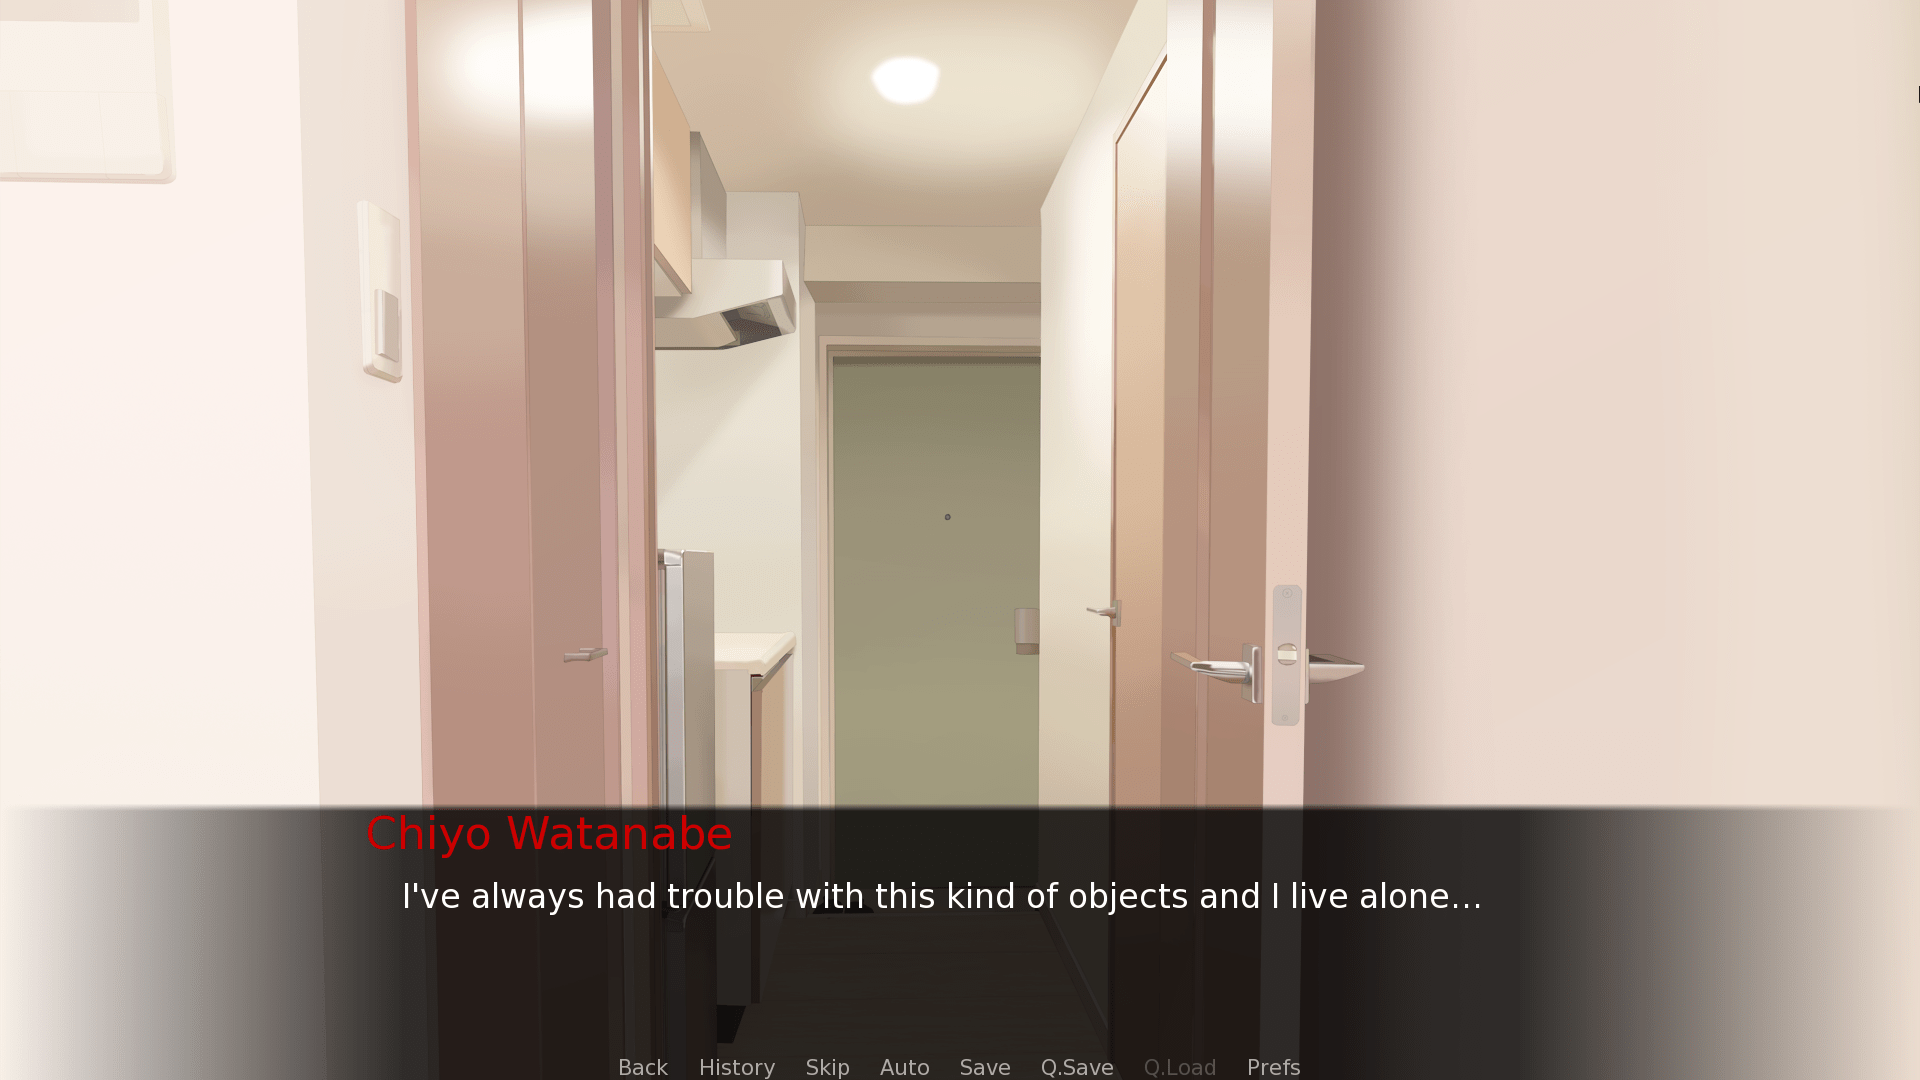 Chiyo Watanabe
I've always had trouble with this kind of objects and I live alone...
Back History Skip Auto Save Q.Save Q.Load Prefs